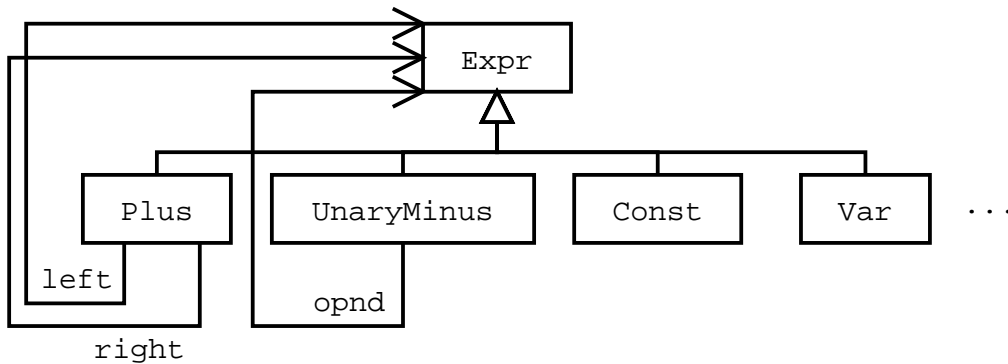 Expr
Plus
UnaryMinus
Const
Var
...
left
opnd
right